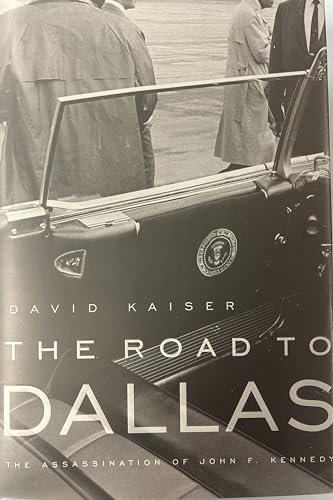 DAVID KAISER
THE ROAD TO
DALLAS
THE ASSASSINATION OF JOHN F. KENNEDY